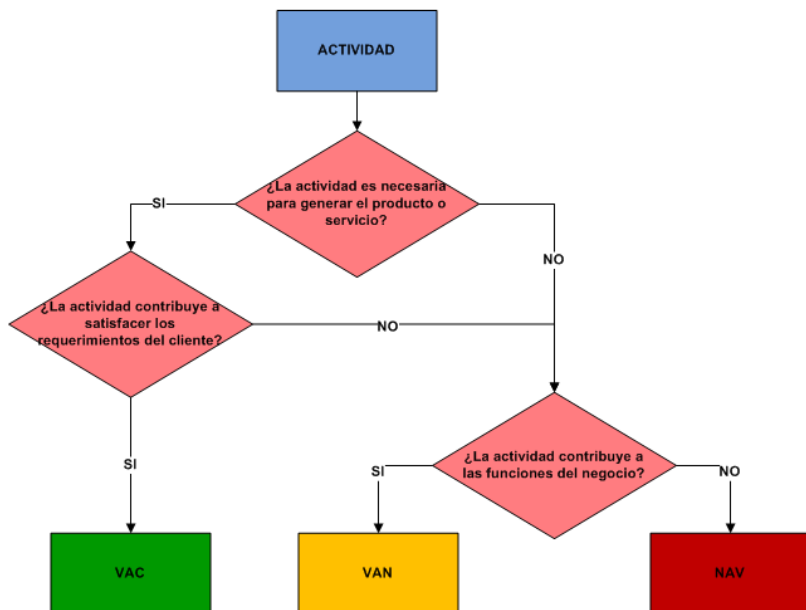 ACTIVIDAD
¿La actividad es necesaria
para generar el producto o
servicio?
SI
NO
¿La actividad contribuye a
satisfacer los
requerimientos del cliente?
NO
¿La actividad contribuye a
las funciones del negocio?
SI
SI
NO
VAC
VAN
NAV